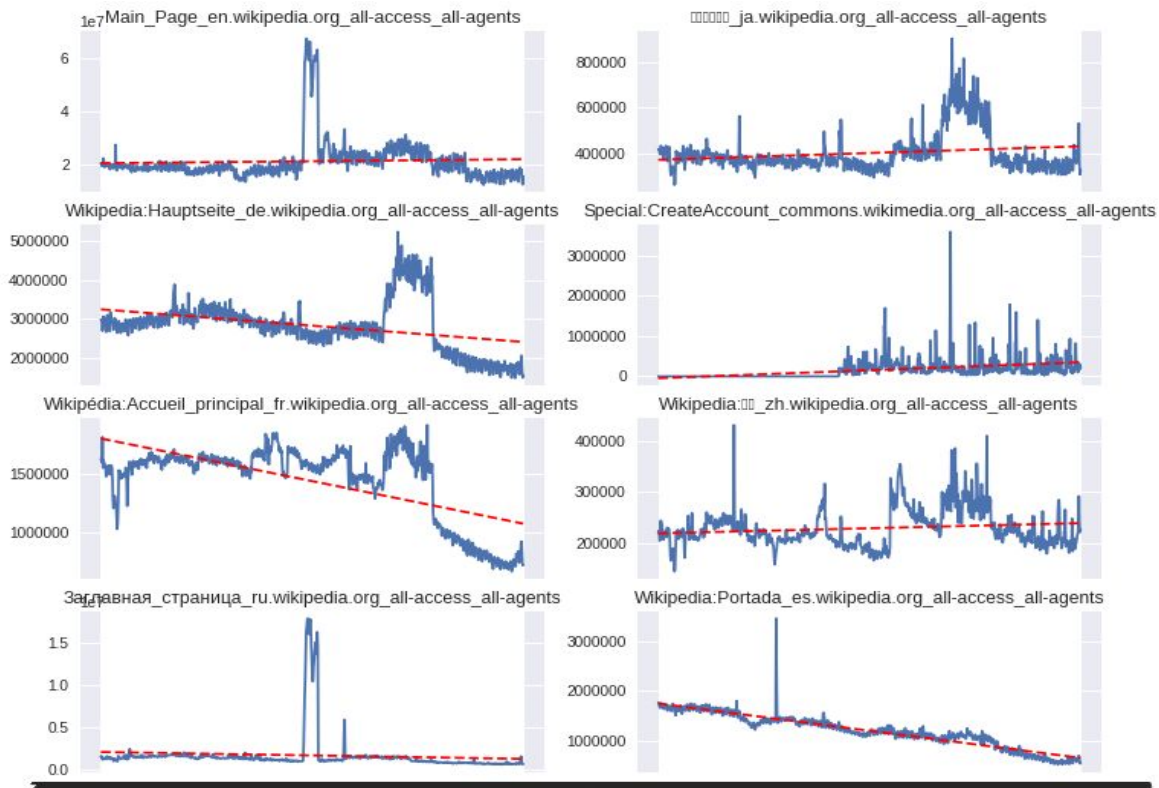 1e7 Main_Page_en.wikipedia.org_all-access_all-agents
6
4
2
□□□□□□_ja.wikipedia.org_all-access_all-agents
800000
600000
400000
Wikipedia:Hauptseite_de.wikipedia.org_all-access_all-agents
5000000
4000000
3000000
2000000
Special:CreateAccount_commons.wikimedia.org_all-access_all-agents
3000000
2000000
1000000
0
Wikipédia:Accueil_principal_fr.wikipedia.org_all-access_all-agents
1500000
1000000
Wikipedia:□□_zh.wikipedia.org_all-access_all-agents
400000
300000
200000
Заглавная_страница_ru.wikipedia.org_all-access_all-agents
1e7
1.5
1.0
0.5
0.0
Wikipedia:Portada_es.wikipedia.org_all-access_all-agents
3000000
2000000
1000000